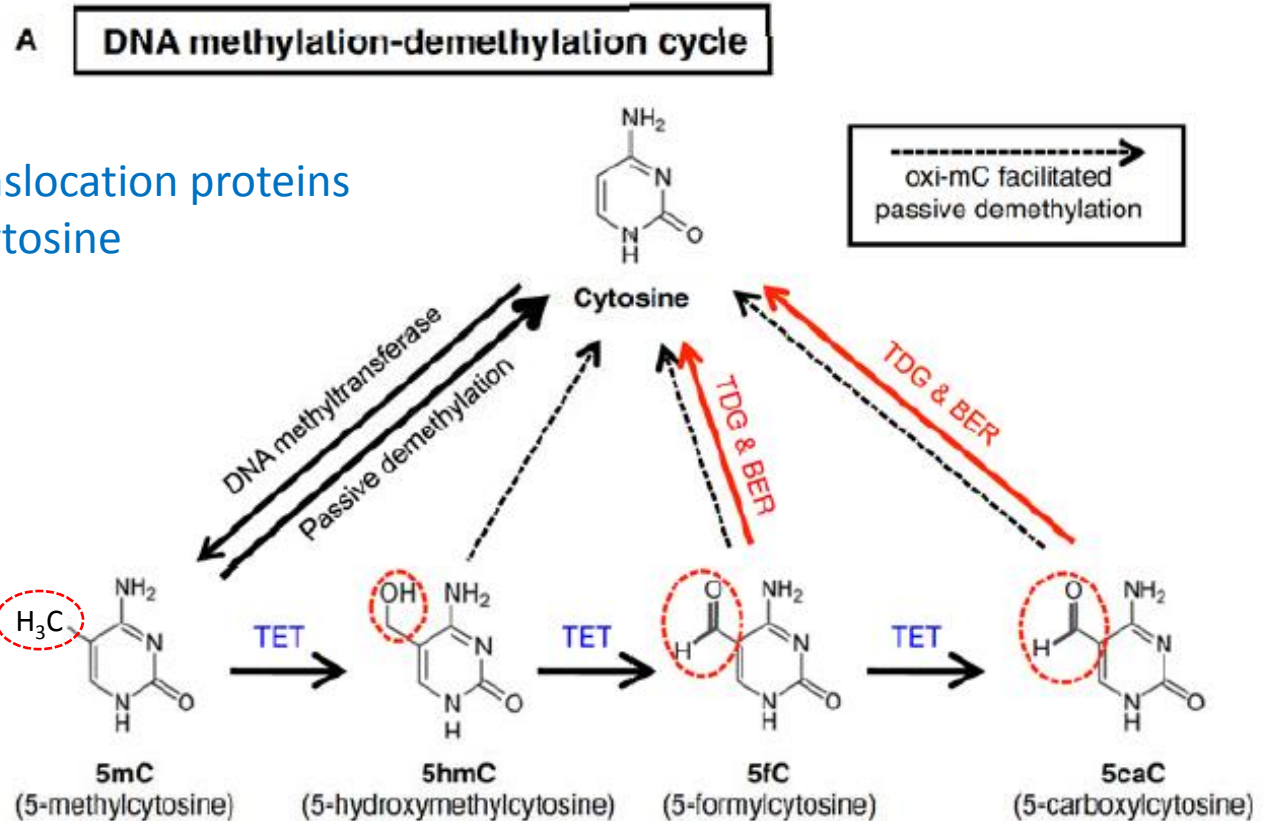 A
DNA methylation-demethylation cycle
nslocation proteins
rtosine
NH2
N
N
H
O
Cytosine
oxi-mC facilitated
passive demethylation
DNA methyltransferase
Passive demethylation
TDG & BER
TDG & BER
H3C
NH2
N
N
H
O
TET
OH
NH2
N
N
H
O
TET
O
H
NH2
N
N
H
O
TET
O
H
NH2
N
N
H
O
5mC
(5-methylcytosine)
5hmC
(5-hydroxymethylcytosine)
5fC
(5-formylcytosine)
5caC
(5-carboxylcytosine)